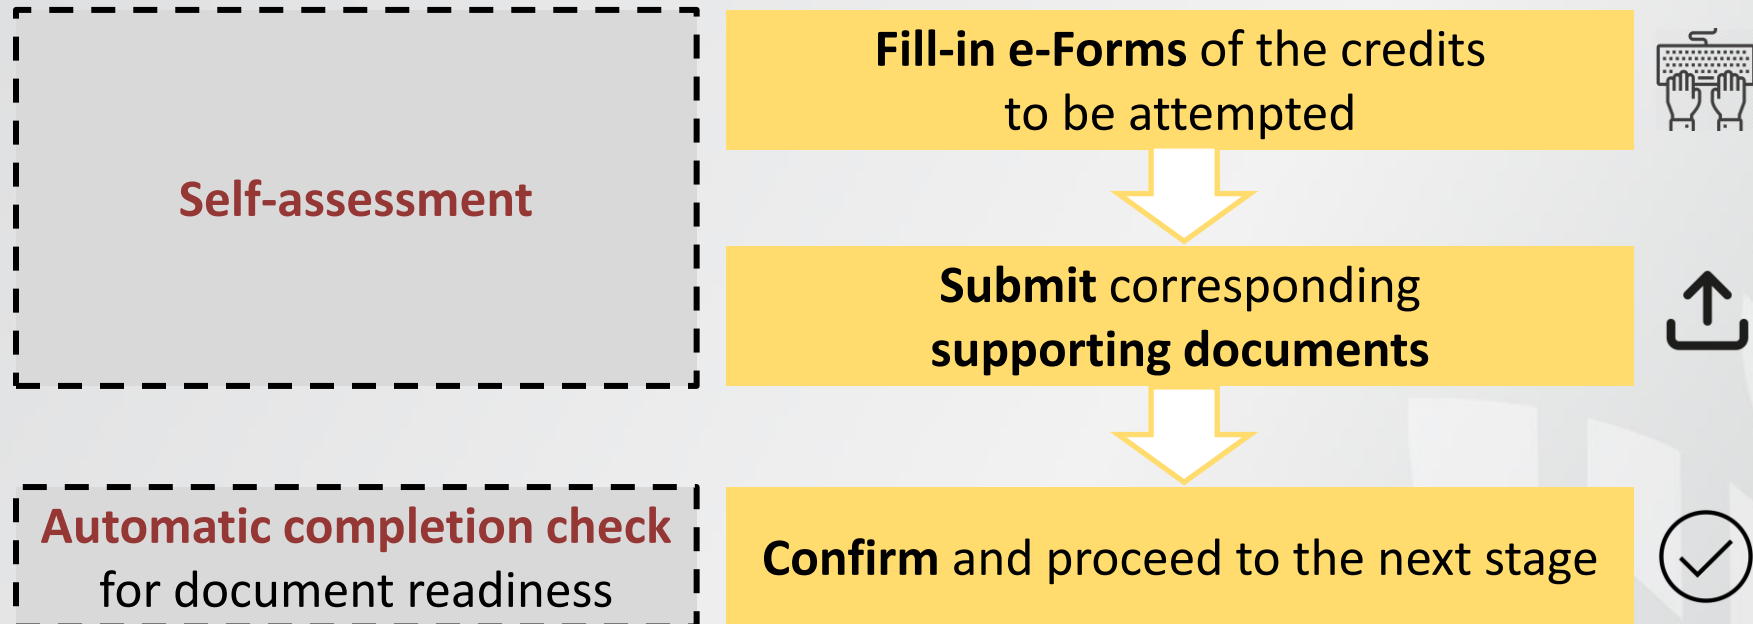 Self-assessment
Fill-in e-Forms of the credits
to be attempted
Submit corresponding
supporting documents
Automatic completion check
for document readiness
Confirm and proceed to the next stage